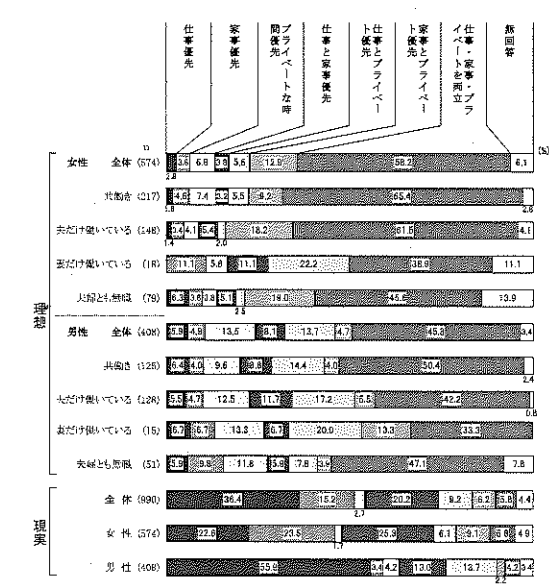 仕事優先
家事優先
プライベートな時間優先
仕事と家事優先
仕事とプライベート優先
家事とプライベート優先
仕事・家事・プライベートを両立
無回答
n
(%)
理想
女性 全体 (574) 3.6 6.8 3.8 5.6 12.9 58.2 6.1
2.8
共働き (217) 4.6 7.4 3.2 5.5 9.2 65.4
2.8
夫だけ働いている 3.4 4.1 5.4 18.2 61.5
1.4 2.0
妻だけ働いている 11.1 5.6 11.1 22.2 38.9 11.1
夫婦とも無職 (79) 6.3 3.8 3.8 5.1 19.0 45.6 13.9
2.5
男性 全体 (408) 5.9 4.9 13.5 8.1 13.7 4.7 45.8 3.4
共働き (125) 6.4 4.0 9.6 8.8 14.4 4.0 50.4
2.4
夫だけ働いている (128) 5.5 4.7 12.5 11.7 17.2 5.5 42.2
0.8
妻だけ働いている (15) 6.7 6.7 13.3 6.7 20.0 13.3 33.3
夫婦とも無職 (51) 5.9 9.8 11.8 5.9 7.8 3.9 47.1 7.8
現実
全体 (990) 36.4 15.2 20.2 9.2 6.2 5.8 4.4
2.7
女性 (574) 22.6 23.5 25.3 6.1 9.1 6.8 4.9
1.7
男性 (408) 55.9 3.4 4.2 13.0 13.7 4.2 3.4
2.2